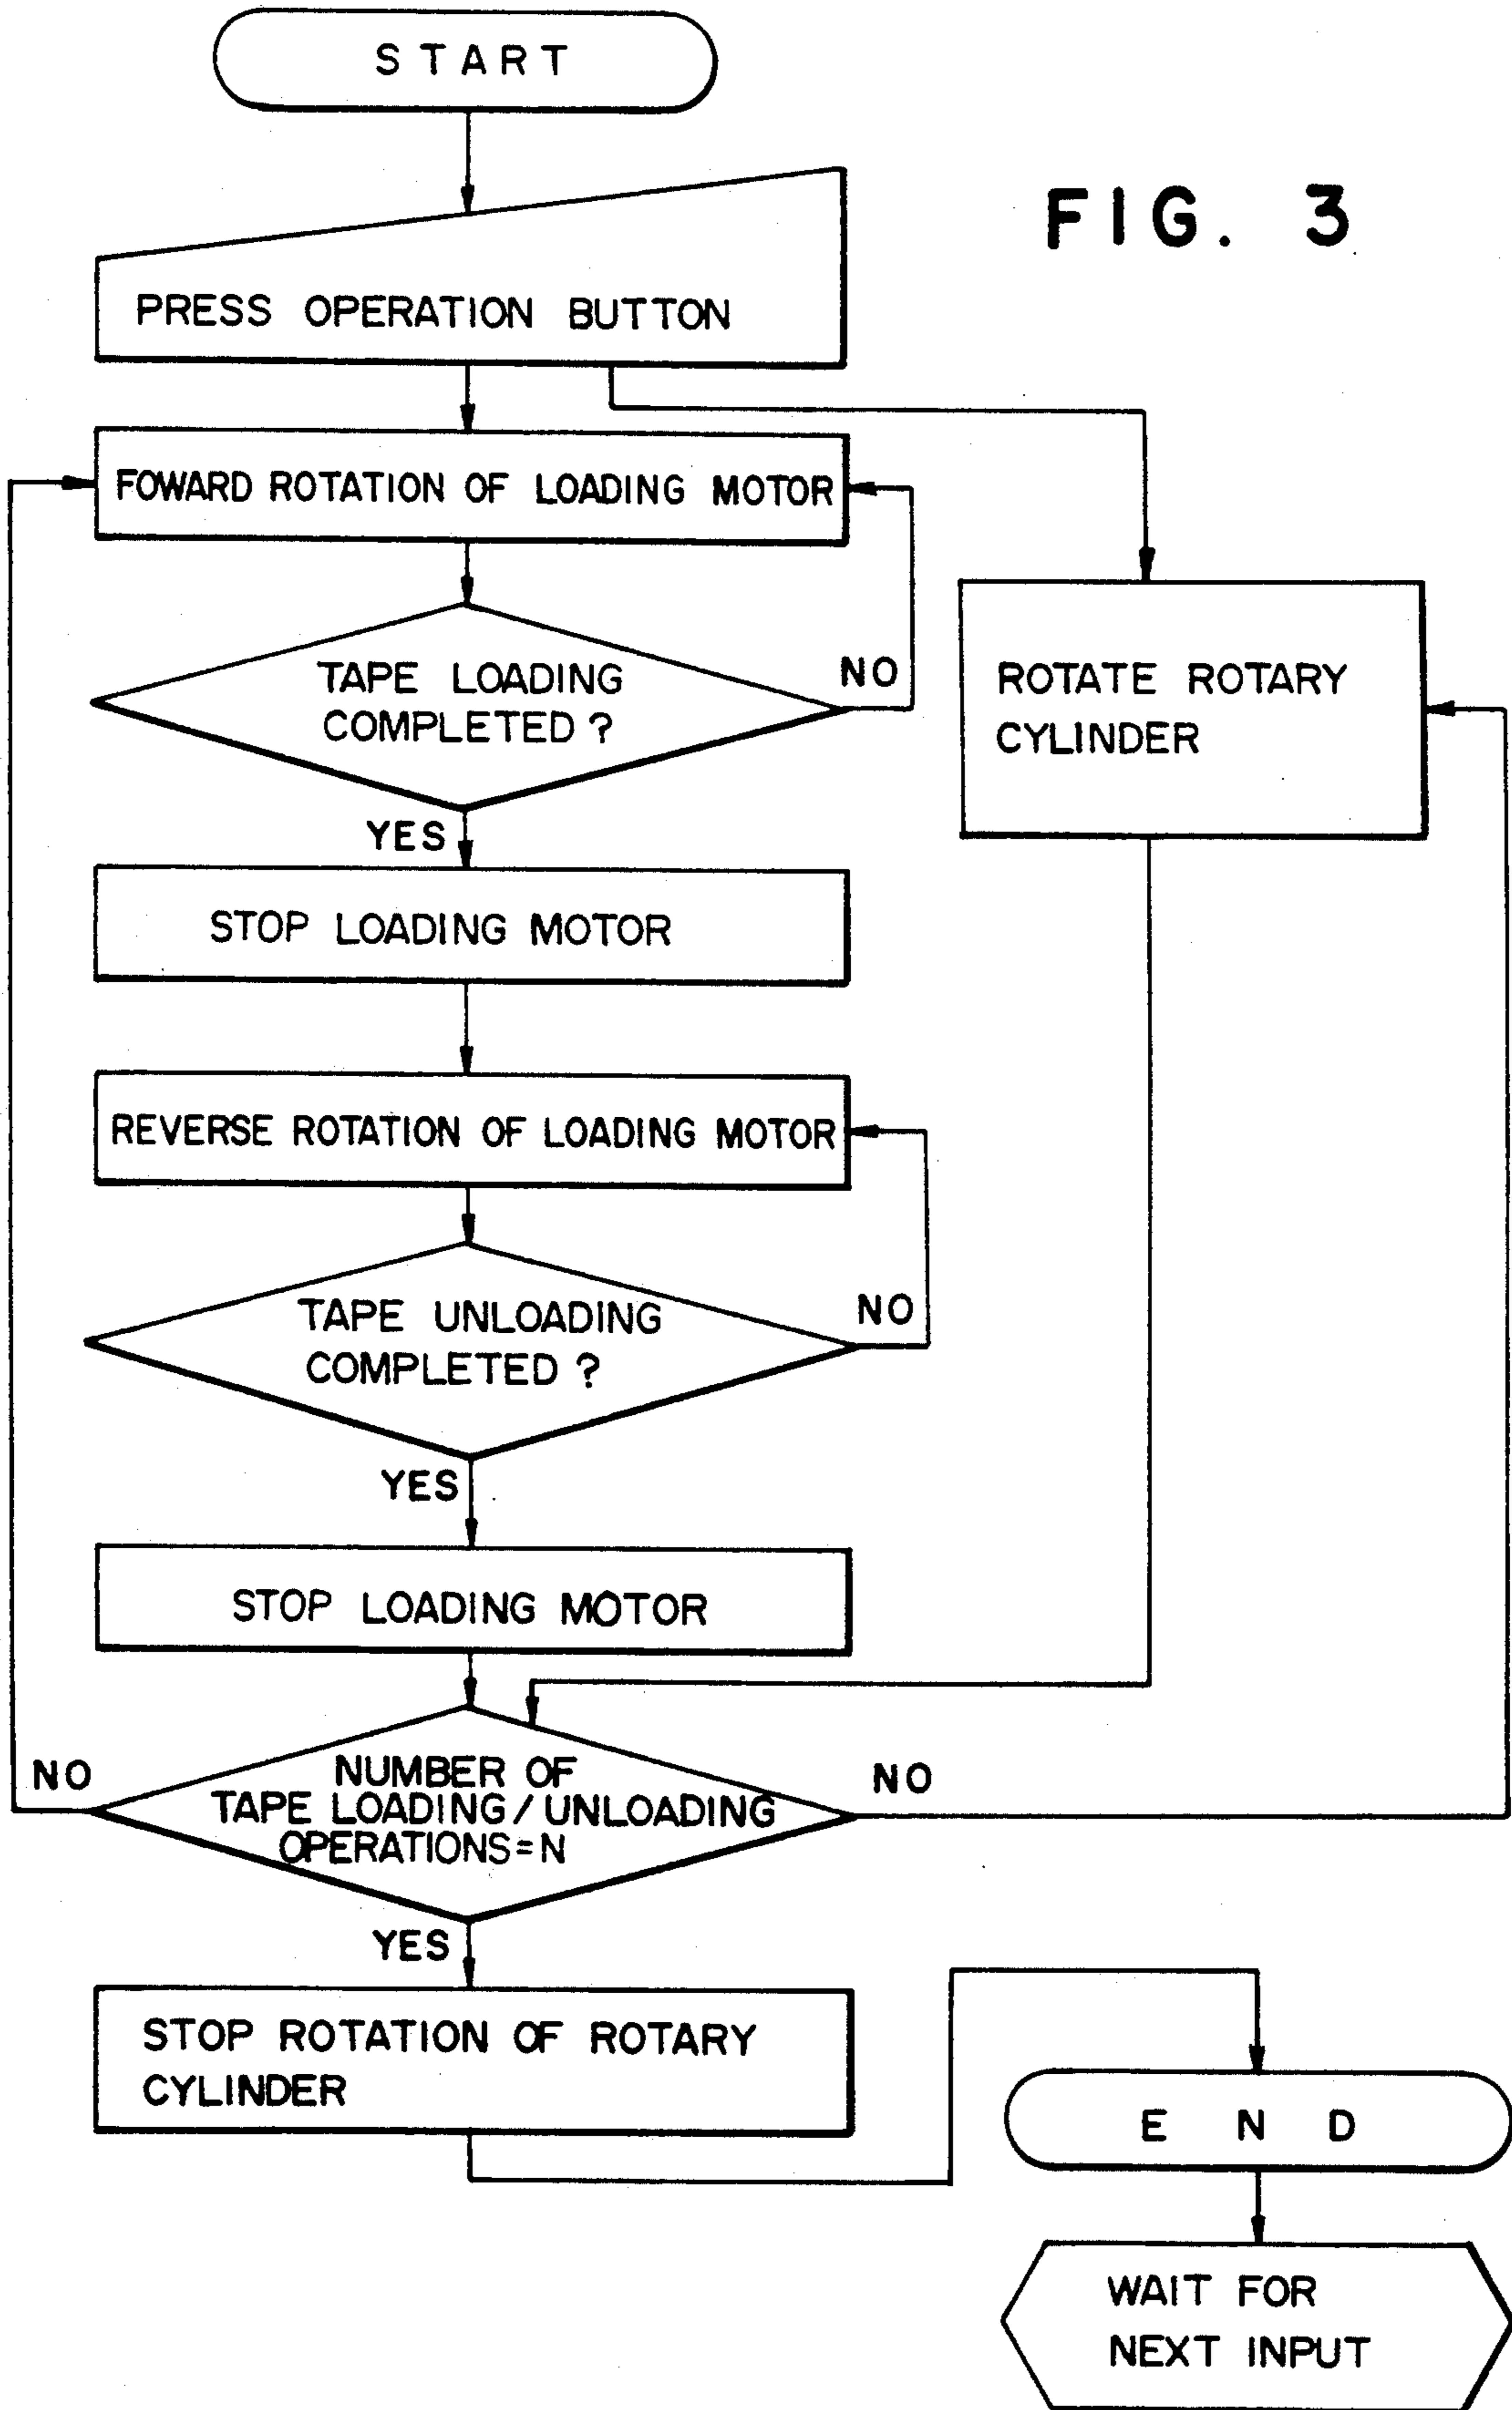 START
FIG. 3
PRESS OPERATION BUTTON
FOWARD ROTATION OF LOADING MOTOR
TAPE LOADING
COMPLETED ?
NO
ROTATE ROTARY
CYLINDER
YES
STOP LOADING MOTOR
REVERSE ROTATION OF LOADING MOTOR
TAPE UNLOADING
COMPLETED ?
NO
YES
STOP LOADING MOTOR
NO
NUMBER OF
TAPE LOADING / UNLOADING
OPERATIONS = N
NO
YES
STOP ROTATION OF ROTARY
CYLINDER
END
WAIT FOR
NEXT INPUT